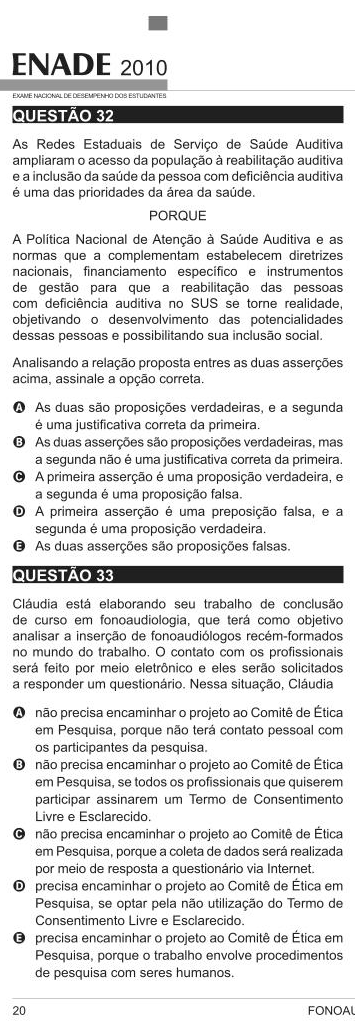 ENADE 2010
EXAME NACIONAL DE DESEMPENHO DOS ESTUDANTES
QUESTÃO 32
As Redes Estaduais de Serviço de Saúde Auditiva
ampliaram o acesso da população à reabilitação auditiva
e a inclusão da saúde da pessoa com deficiência auditiva
é uma das prioridades da área da saúde.
PORQUE
A Política Nacional de Atenção à Saúde Auditiva e as
normas que a complementam estabelecem diretrizes
nacionais, financiamento específico e instrumentos
de gestão para que a reabilitação das pessoas
com deficiência auditiva no SUS se torne realidade,
objetivando o desenvolvimento das potencialidades
dessas pessoas e possibilitando sua inclusão social.
Analisando a relação proposta entres as duas asserções
acima, assinale a opção correta.
A As duas são proposições verdadeiras, e a segunda
é uma justificativa correta da primeira.
B As duas asserções são proposições verdadeiras, mas
a segunda não é uma justificativa correta da primeira.
C A primeira asserção é uma proposição verdadeira, e
a segunda é uma proposição falsa.
D A primeira asserção é uma preposição falsa, e a
segunda é uma proposição verdadeira.
E As duas asserções são proposições falsas.
QUESTÃO 33
Cláudia está elaborando seu trabalho de conclusão
de curso em fonoaudiologia, que terá como objetivo
analisar a inserção de fonoaudiólogos recém-formados
no mundo do trabalho. O contato com os profissionais
será feito por meio eletrônico e eles serão solicitados
a responder um questionário. Nessa situação, Cláudia
A não precisa encaminhar o projeto ao Comitê de Ética
em Pesquisa, porque não terá contato pessoal com
os participantes da pesquisa.
B não precisa encaminhar o projeto ao Comitê de Ética
em Pesquisa, se todos os profissionais que quiserem
participar assinarem um Termo de Consentimento
Livre e Esclarecido.
C não precisa encaminhar o projeto ao Comitê de Ética
em Pesquisa, porque a coleta de dados será realizada
por meio de resposta a questionário via Internet.
D precisa encaminhar o projeto ao Comitê de Ética em
Pesquisa, se optar pela não utilização do Termo de
Consentimento Livre e Esclarecido.
E precisa encaminhar o projeto ao Comitê de Ética em
Pesquisa, porque o trabalho envolve procedimentos
de pesquisa com seres humanos.
20 FONOAU